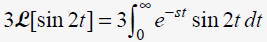 3ℒ[sin 2t] = 3∫₀^∞ e^{-st} sin 2t dt